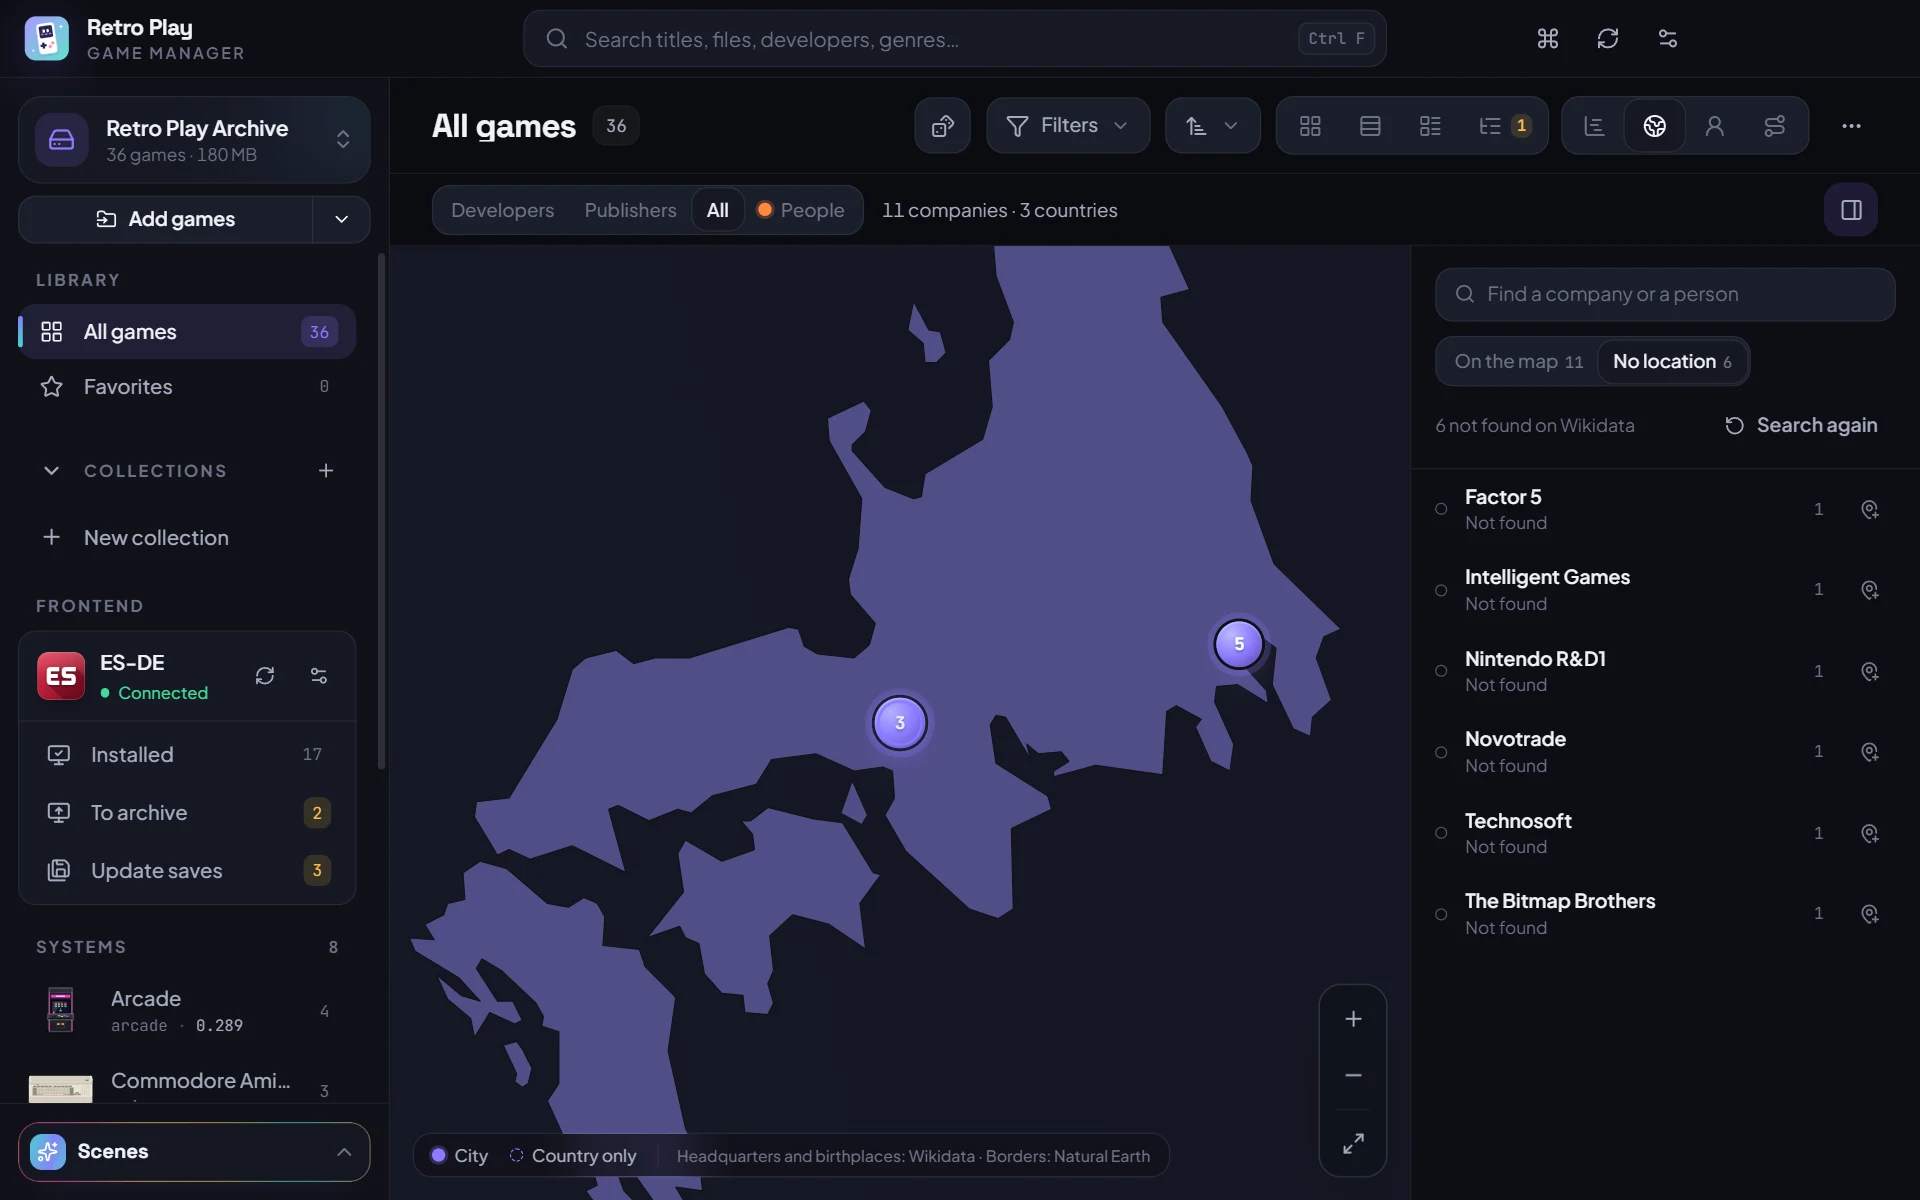 Retro Play
GAME MANAGER
Search titles, files, developers, genres…
Ctrl F
Retro Play Archive
36 games · 180 MB
Add games
LIBRARY
All games
36
Favorites
0
COLLECTIONS
New collection
FRONTEND
ES
ES-DE
Connected
Installed
17
To archive
2
Update saves
3
SYSTEMS
8
Arcade
4
arcade · 0.289
Commodore Ami…
3
Scenes
All games
36
Filters
1
Developers
Publishers
All
People
11 companies · 3 countries
5
3
City
Country only
Headquarters and birthplaces: Wikidata · Borders: Natural Earth
Find a company or a person
On the map 11
No location 6
6 not found on Wikidata
Search again
Factor 5
Not found
1
Intelligent Games
Not found
1
Nintendo R&D1
Not found
1
Novotrade
Not found
1
Technosoft
Not found
1
The Bitmap Brothers
Not found
1